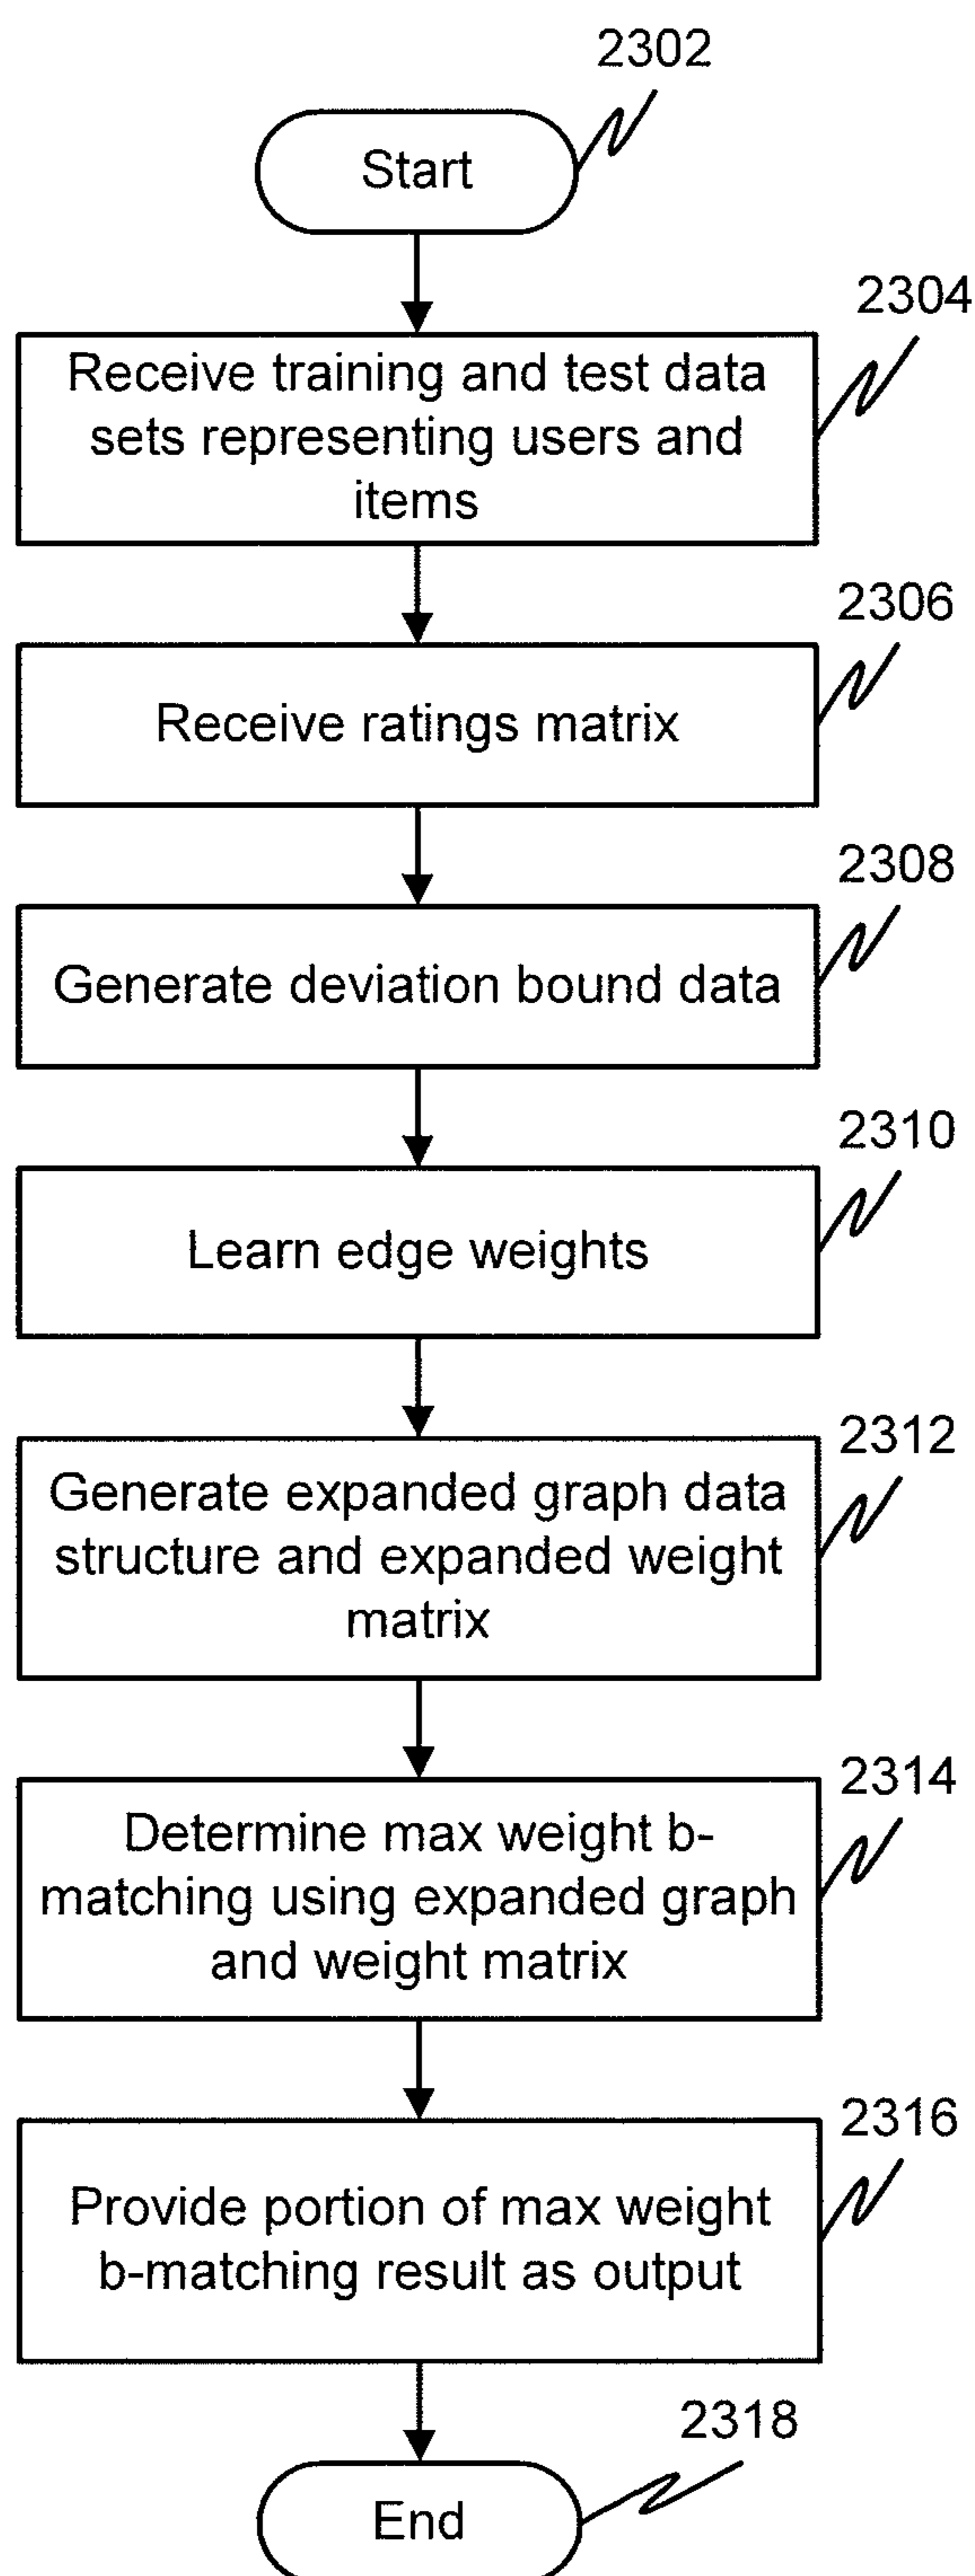 2302
Start
2304
Receive training and test data
sets representing users and
items
2306
Receive ratings matrix
2308
Generate deviation bound data
2310
Learn edge weights
2312
Generate expanded graph data
structure and expanded weight
matrix
2314
Determine max weight b-
matching using expanded graph
and weight matrix
2316
Provide portion of max weight
b-matching result as output
2318
End